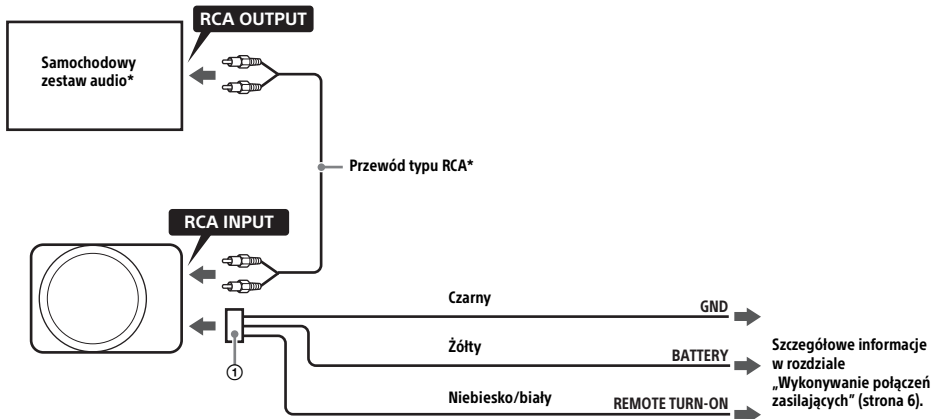 RCA OUTPUT
Samochodowy
zestaw audio*
Przewód typu RCA*
RCA INPUT
Czarny
GND
Żółty
BATTERY
Niebiesko/biały
REMOTE TURN-ON
①
Szczegółowe informacje
w rozdziale
„Wykonywanie połączeń
zasilających” (strona 6).